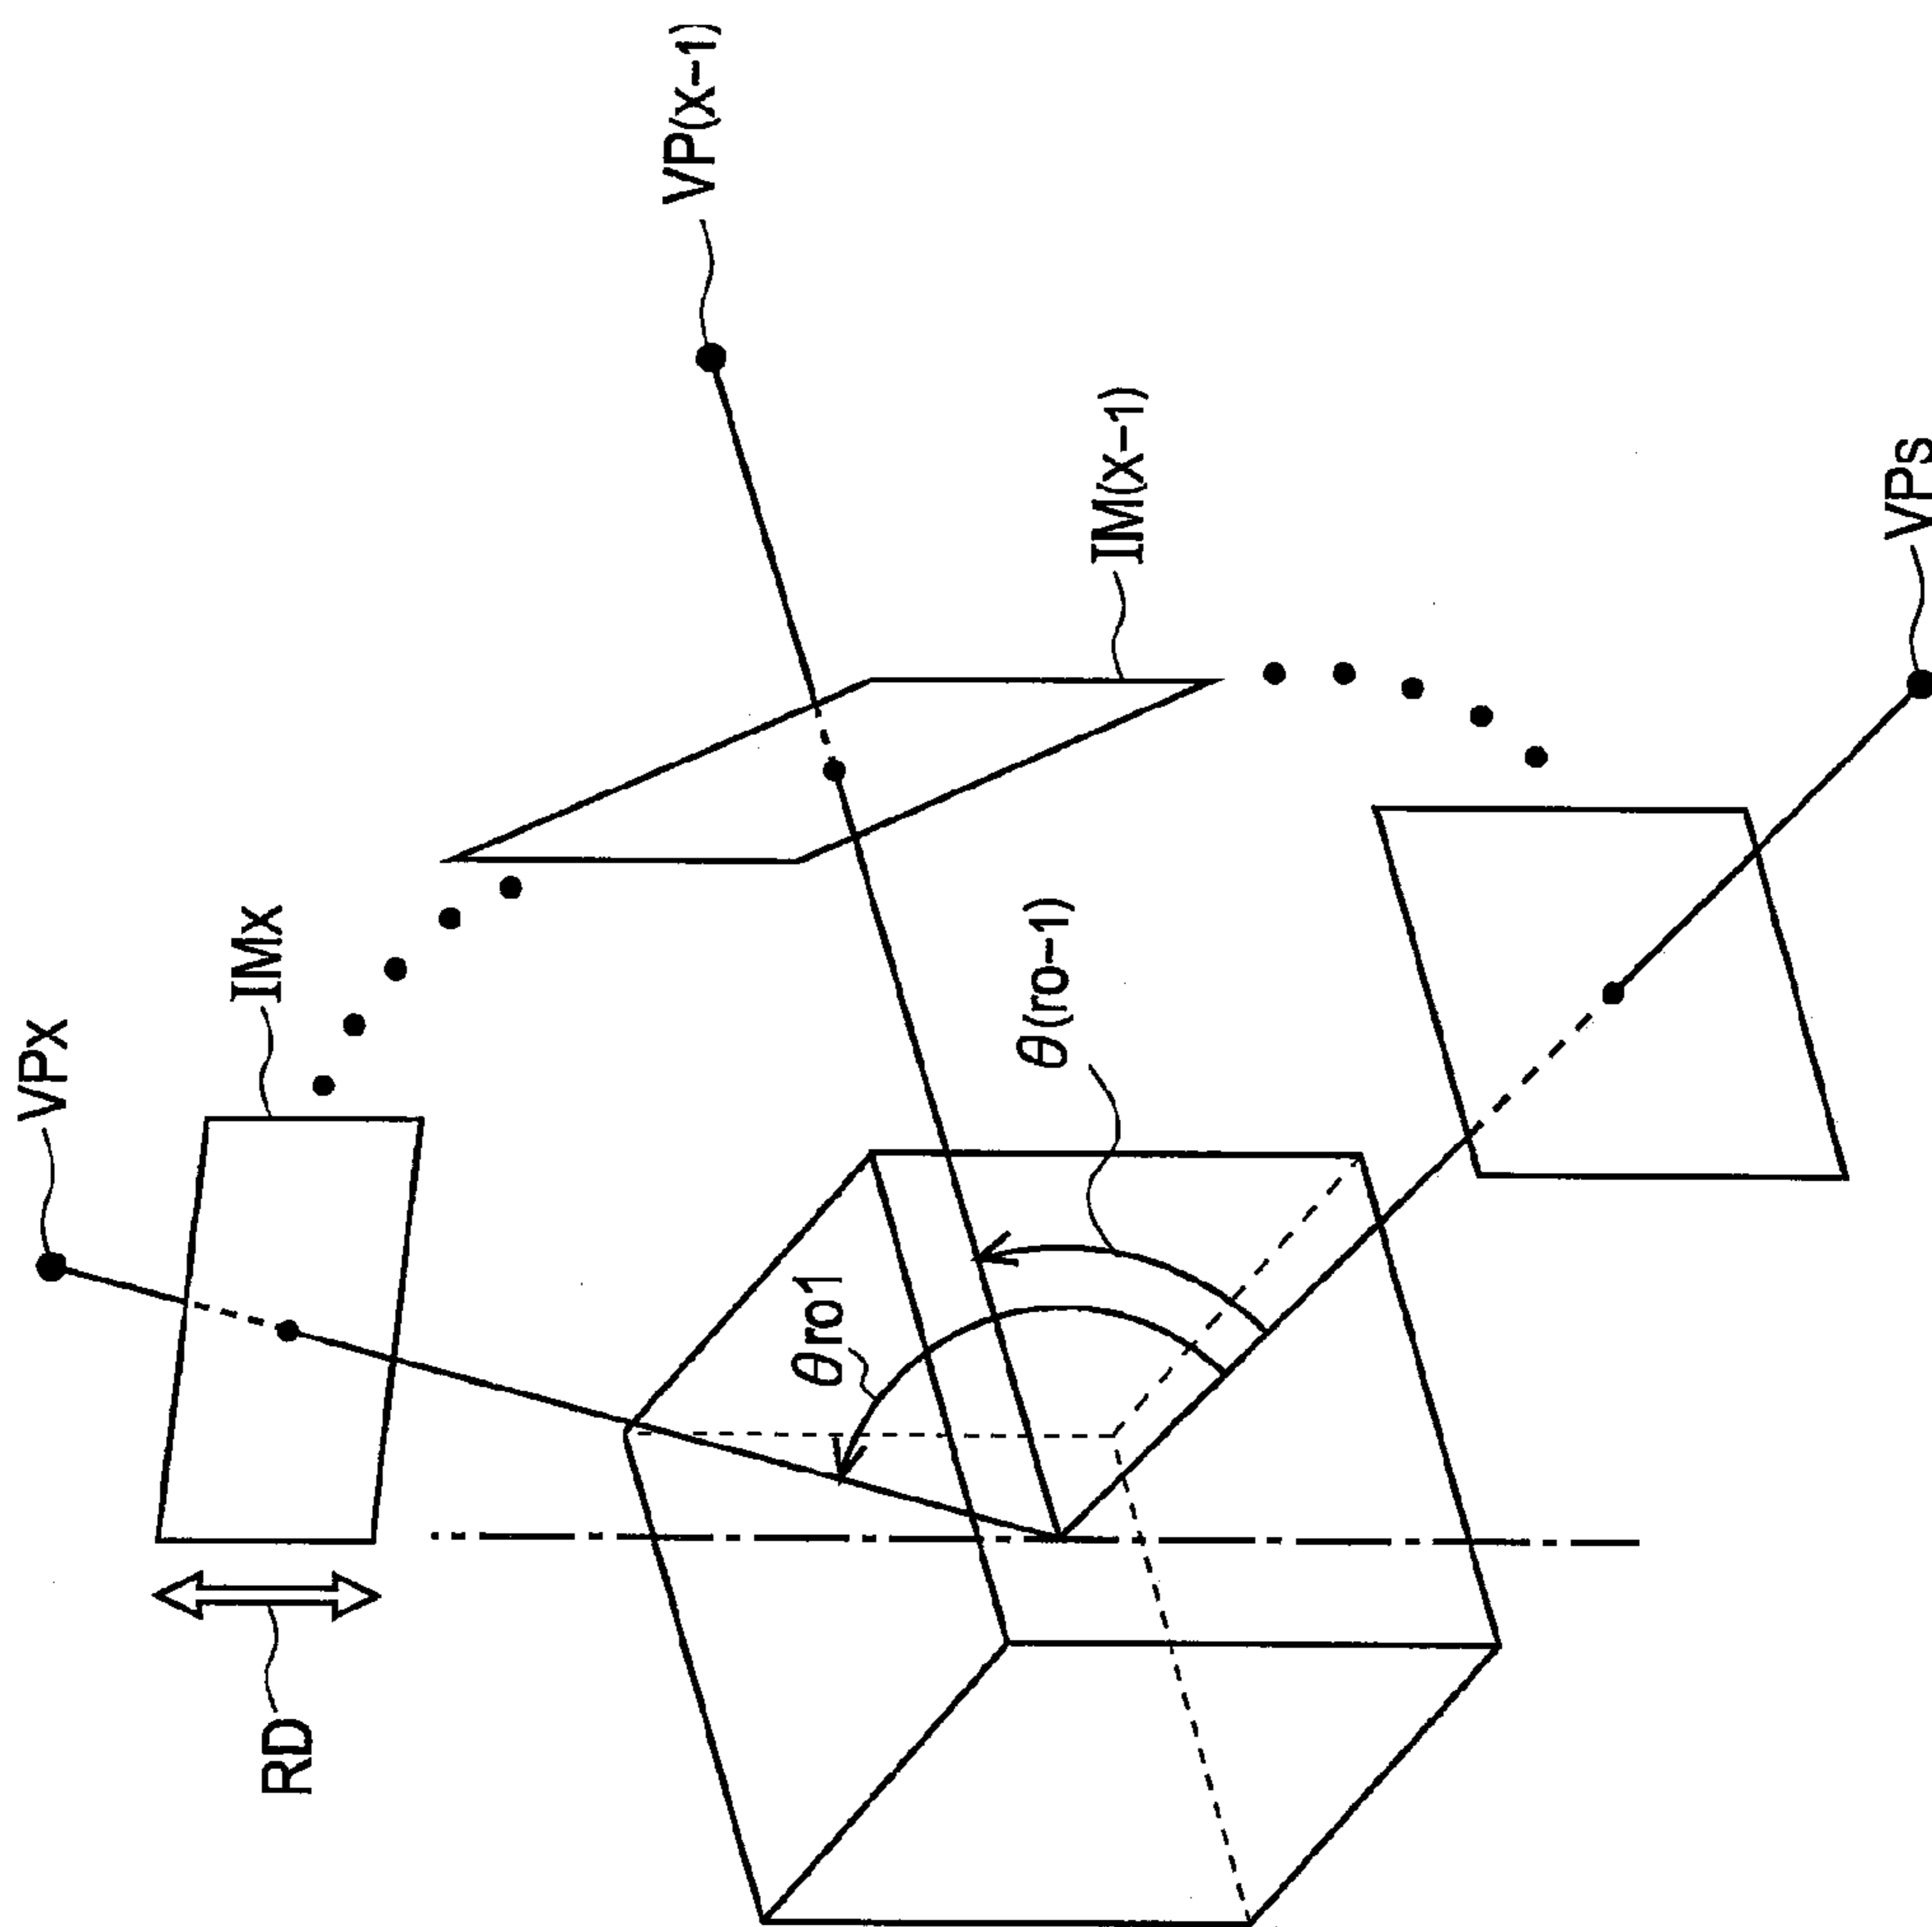 VPx
IMx
RD
VP(x-1)
IM(x-1)
θ(ro-1)
θro1
VPs